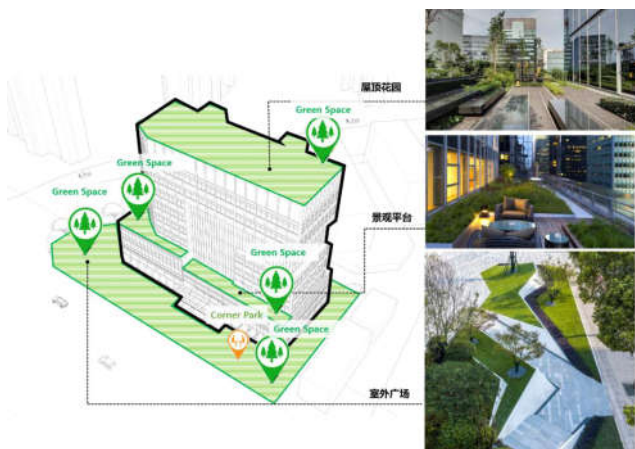 屋顶花园
Green Space
Green Space
Green Space
景观平台
Green Space
Corner Park
Green Space
室外广场